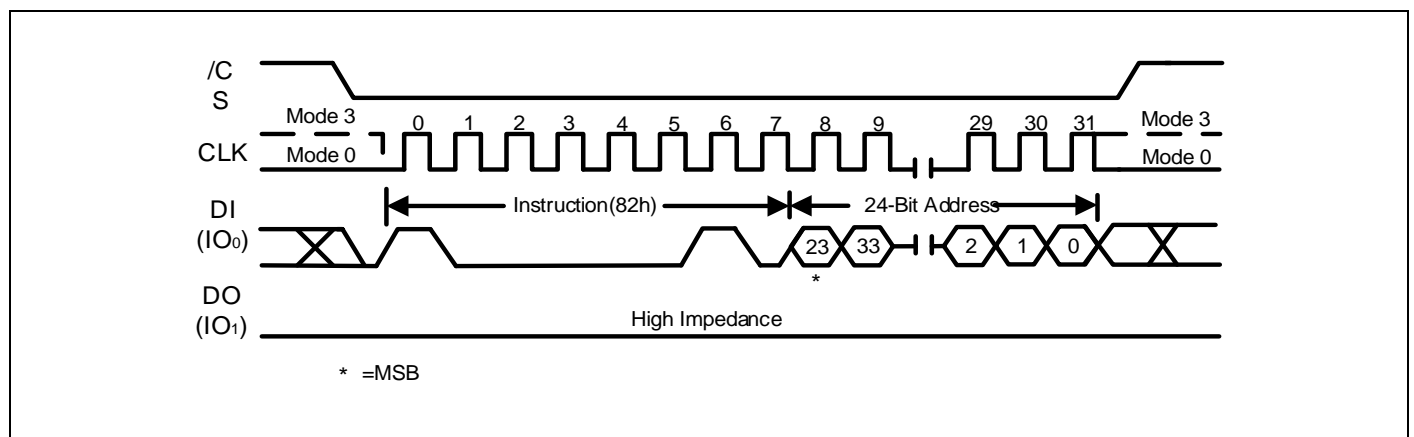 /C
S
Mode 3
Mode 0
CLK
0 1 2 3 4 5 6 7 8 9 29 30 31
Mode 3
Mode 0
Instruction(82h)
24-Bit Address
DI
(IO₀)
23 33 2 1 0
*
DO
(IO₁)
High Impedance
* =MSB